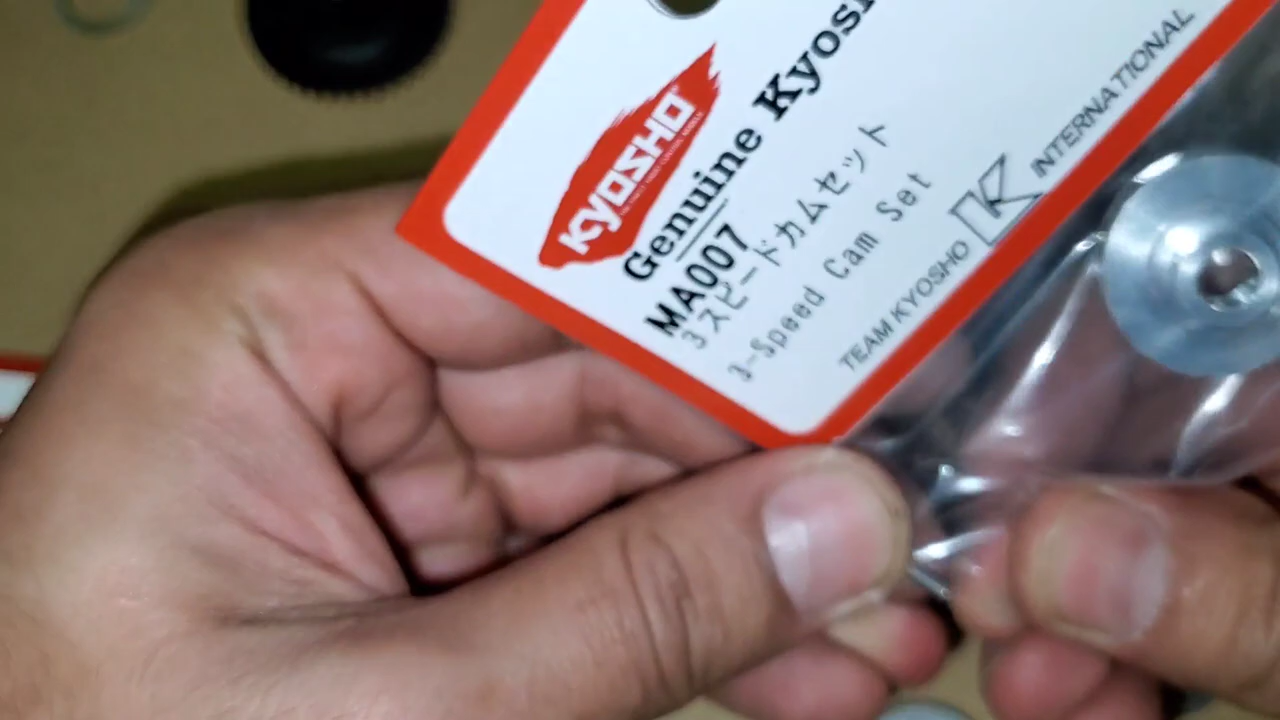 KYOSHO
Genuine Kyosh
MA007
3スピードカムセット
3-Speed Cam Set
TEAM KYOSHO K INTERNATIONAL